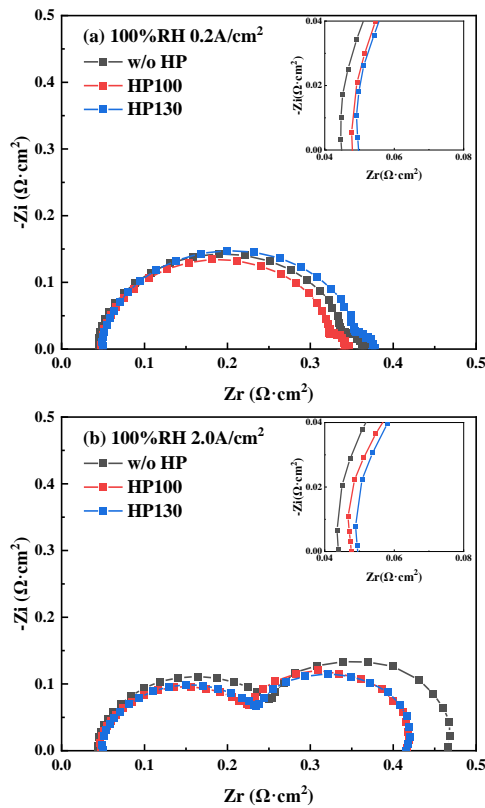 (a) 100%RH 0.2A/cm²
w/o HP
HP100
HP130
-Zi (Ω·cm²)
0.5
0.4
0.3
0.2
0.1
0.0
0.0 0.1 0.2 0.3 0.4 0.5
Zr (Ω·cm²)
-Zi(Ω·cm²)
0.04
0.02
0.00
0.04 0.06 0.08
Zr(Ω·cm²)
(b) 100%RH 2.0A/cm²
w/o HP
HP100
HP130
-Zi (Ω·cm²)
0.5
0.4
0.3
0.2
0.1
0.0
0.0 0.1 0.2 0.3 0.4 0.5
Zr (Ω·cm²)
-Zi(Ω·cm²)
0.04
0.02
0.00
0.04 0.06 0.08
Zr(Ω·cm²)